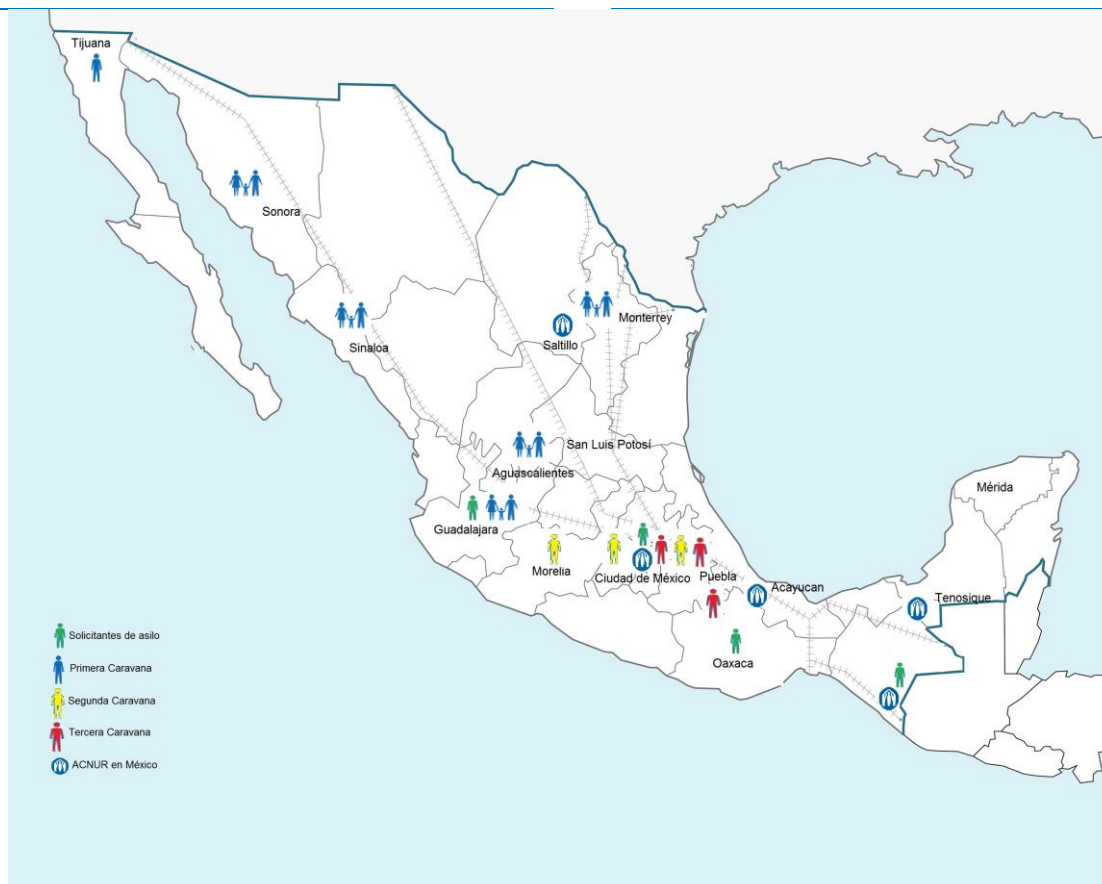 Tijuana
Sonora
Sinaloa
Monterrey
Saltillo
San Luis Potosí
Aguascalientes
Guadalajara
Morelia
Ciudad de México
Puebla
Acayucan
Mérida
Tenosique
Oaxaca
Solicitantes de asilo
Primera Caravana
Segunda Caravana
Tercera Caravana
ACNUR en México